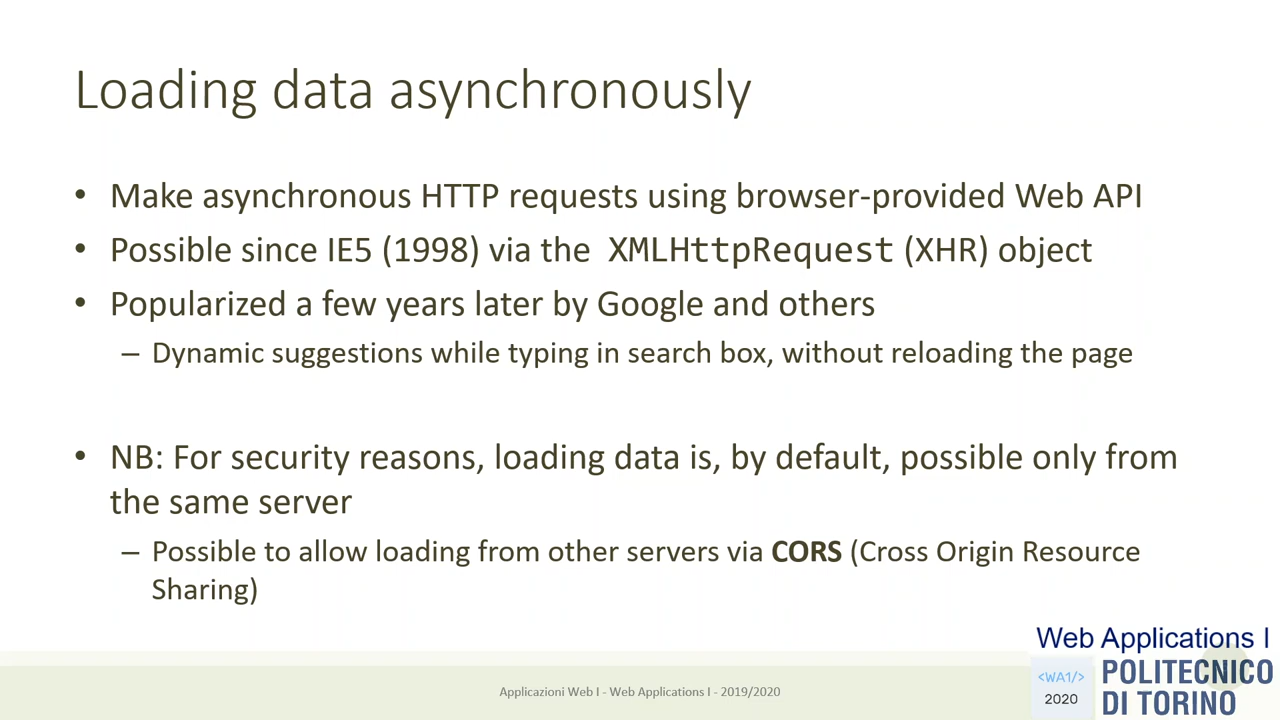 Loading data asynchronously
• Make asynchronous HTTP requests using browser-provided Web API
• Possible since IE5 (1998) via the XMLHttpRequest (XHR) object
• Popularized a few years later by Google and others
– Dynamic suggestions while typing in search box, without reloading the page
• NB: For security reasons, loading data is, by default, possible only from
the same server
– Possible to allow loading from other servers via CORS (Cross Origin Resource
Sharing)
Applicazioni Web I - Web Applications I - 2019/2020
Web Applications I
<WA1/>
2020
POLITECNICO
DI TORINO